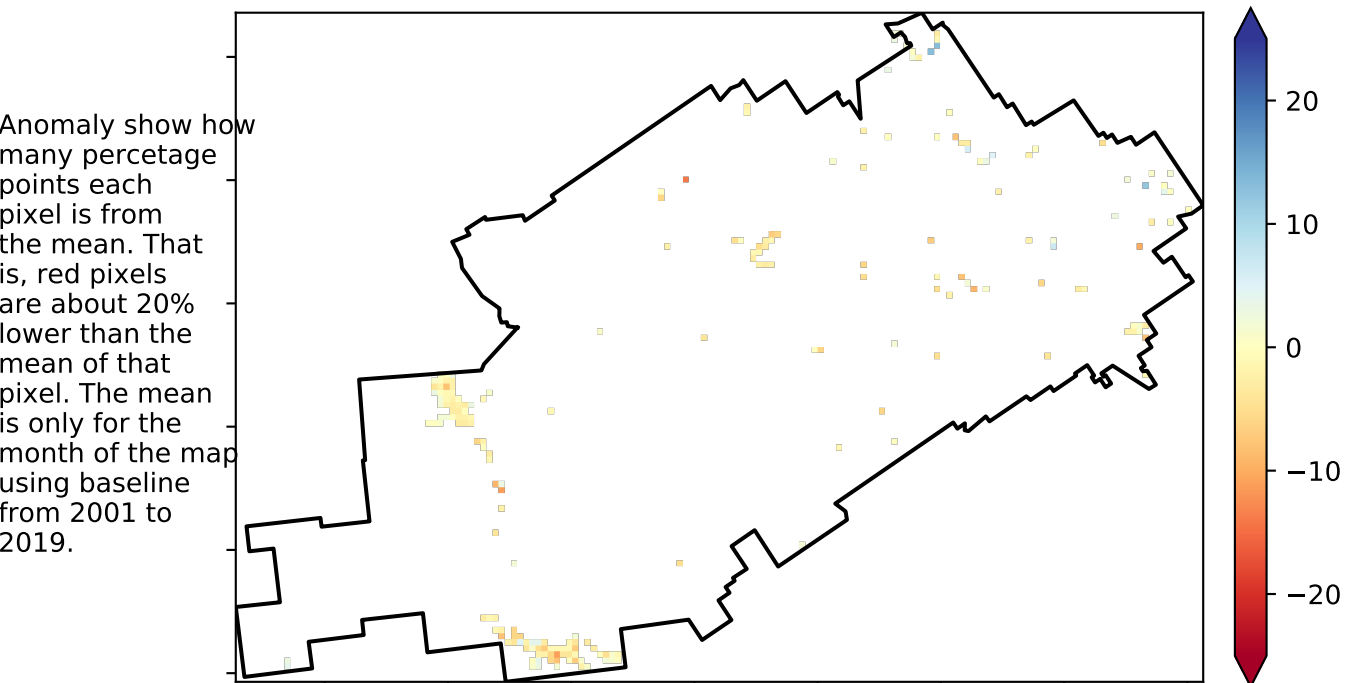 Anomaly show how
many percetage
points each
pixel is from
the mean. That
is, red pixels
are about 20%
lower than the
mean of that
pixel. The mean
is only for the
month of the map
using baseline
from 2001 to
2019.
20
10
0
−10
−20